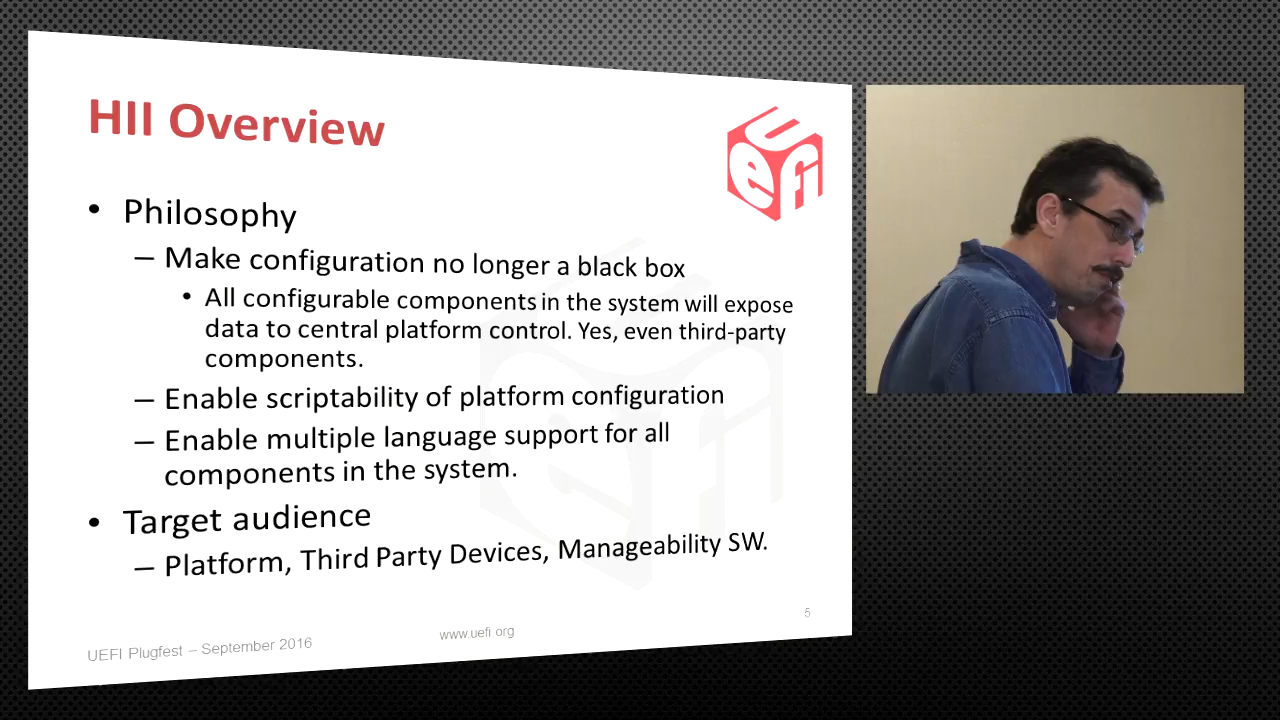 HII Overview
uefi
• Philosophy
– Make configuration no longer a black box
• All configurable components in the system will expose
data to central platform control. Yes, even third-party
components.
– Enable scriptability of platform configuration
– Enable multiple language support for all
components in the system.
• Target audience
– Platform, Third Party Devices, Manageability SW.
5
UEFI Plugfest – September 2016
www.uefi org